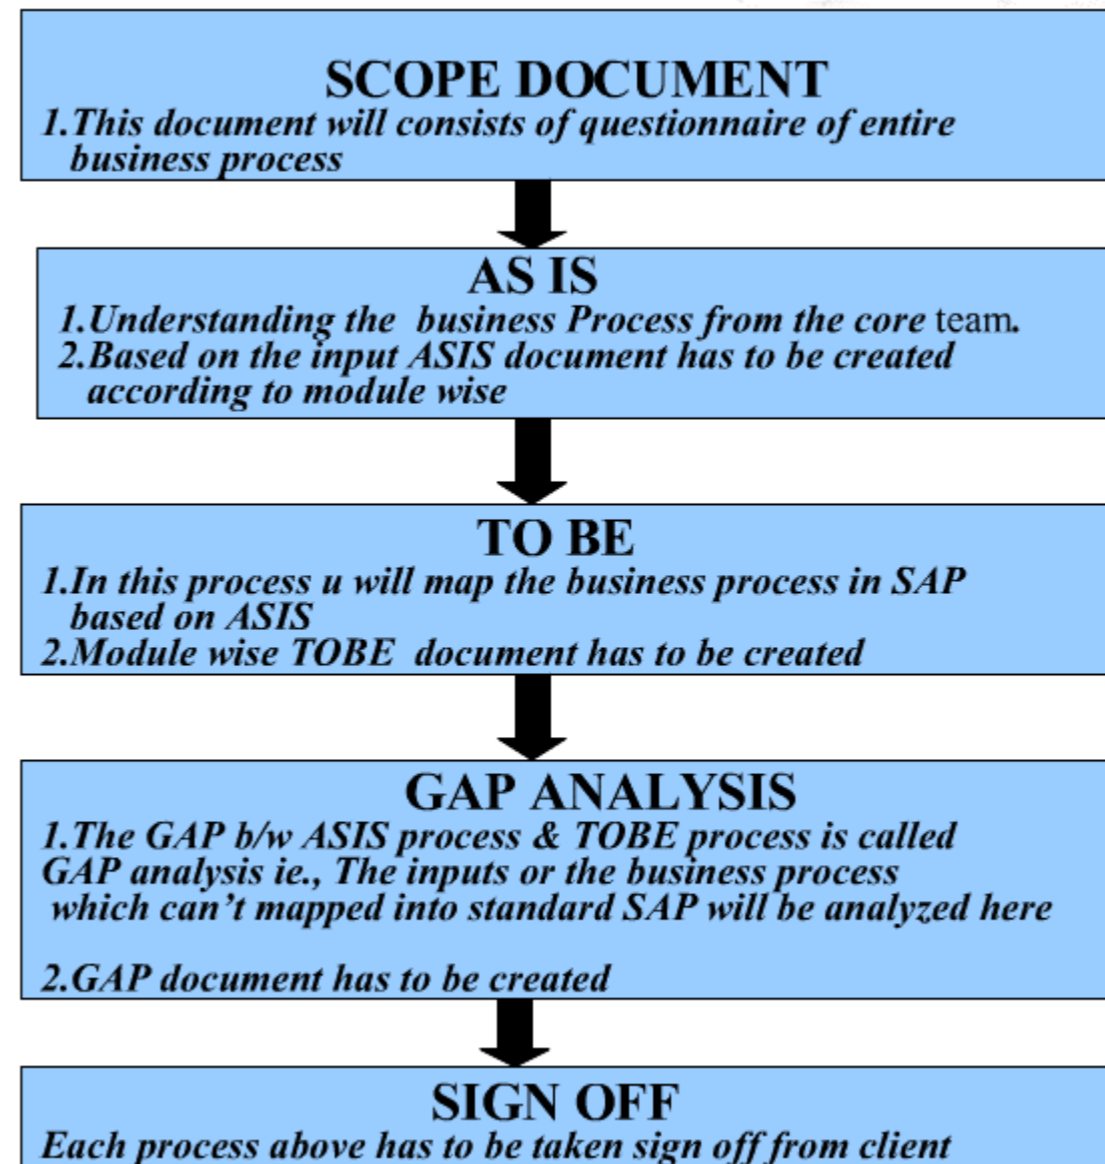 SCOPE DOCUMENT
1.This document will consists of questionnaire of entire
business process
AS IS
1.Understanding the business Process from the core team.
2.Based on the input ASIS document has to be created
according to module wise
TO BE
1.In this process u will map the business process in SAP
based on ASIS
2.Module wise TOBE document has to be created
GAP ANALYSIS
1.The GAP b/w ASIS process & TOBE process is called
GAP analysis ie., The inputs or the business process
which can't mapped into standard SAP will be analyzed here
2.GAP document has to be created
SIGN OFF
Each process above has to be taken sign off from client